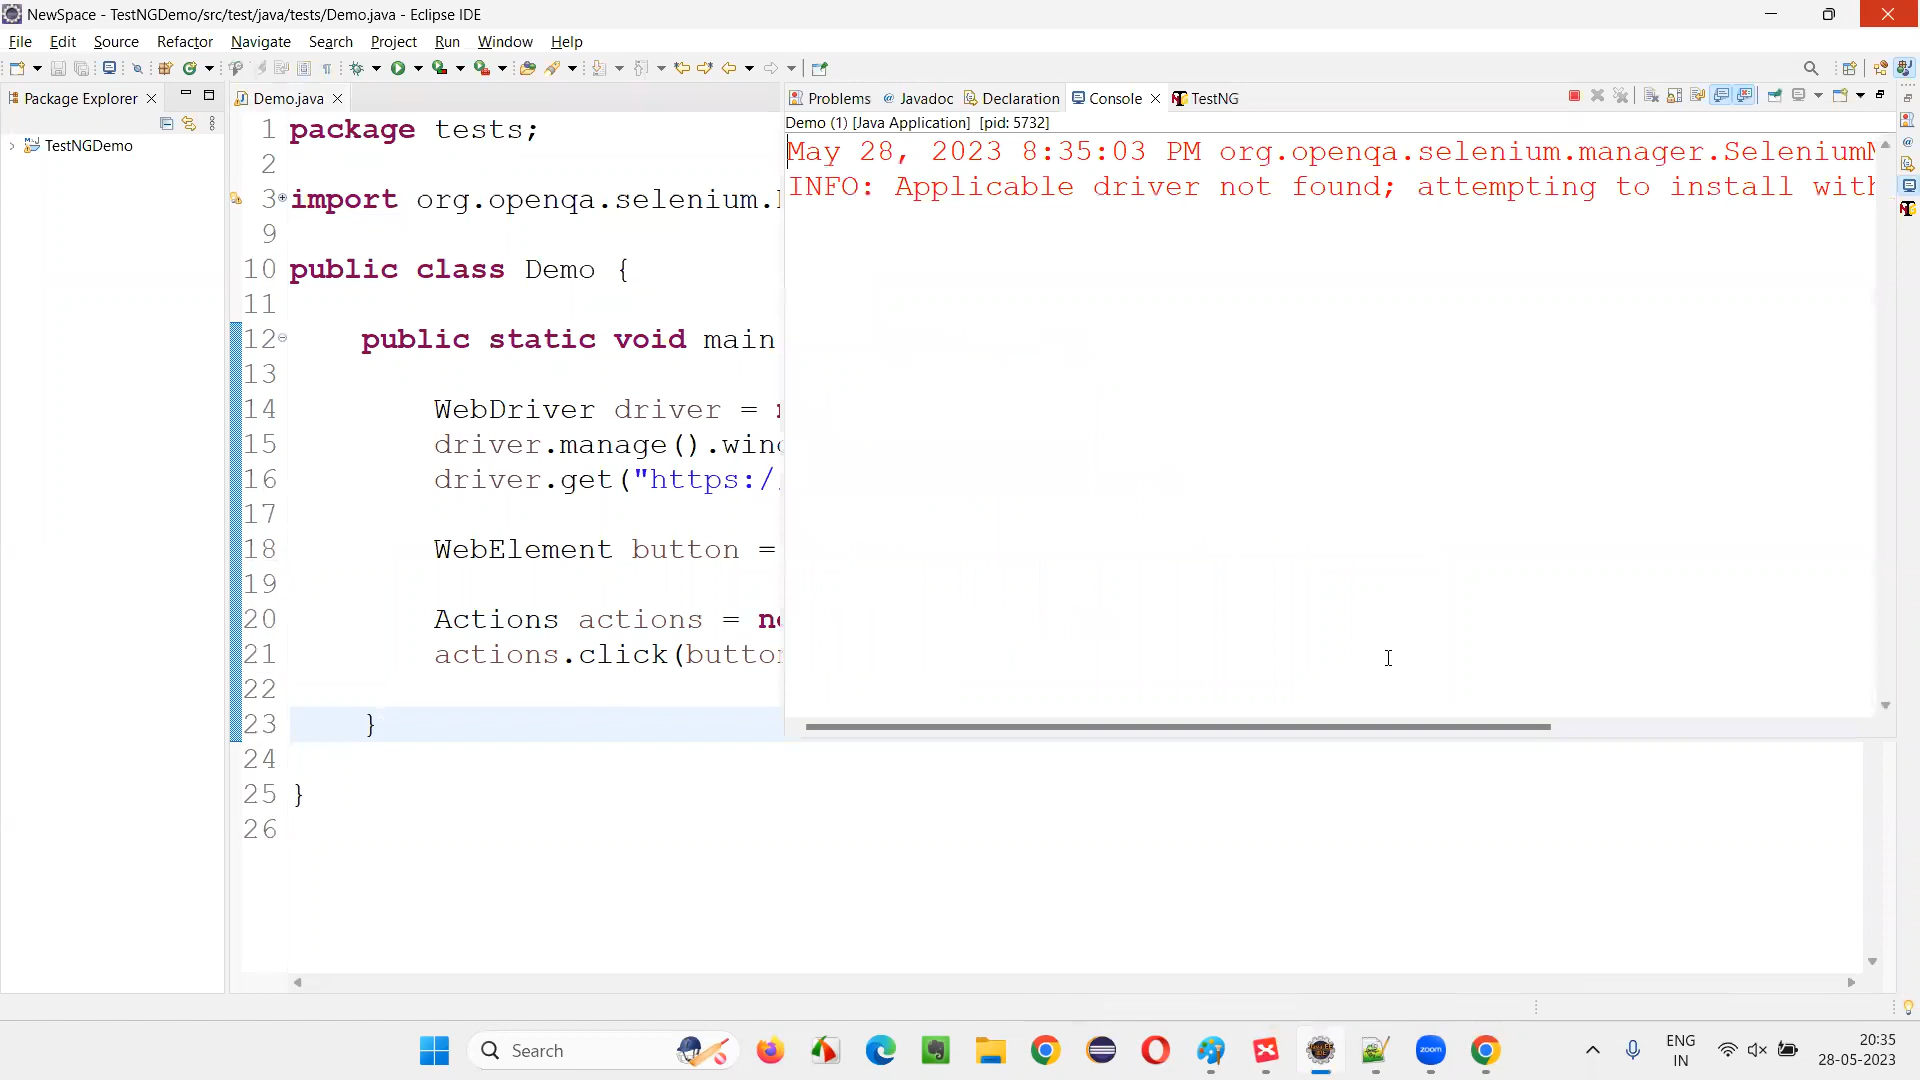 NewSpace - TestNGDemo/src/test/java/tests/Demo.java - Eclipse IDE
File Edit Source Refactor Navigate Search Project Run Window Help
Package Explorer
Demo.java
Problems
Javadoc
Declaration
Console
TestNG
TestNGDemo
Demo (1) [Java Application] [pid: 5732]
May 28, 2023 8:35:03 PM org.openqa.selenium.manager.Selenium
INFO: Applicable driver not found; attempting to install with
1 package tests;
2
3 import org.openqa.selenium.
9
10 public class Demo {
11
12 public static void main
13
14 WebDriver driver =
15 driver.manage().wind
16 driver.get("https:/
17
18 WebElement button =
19
20 Actions actions = ne
21 actions.click(button
22
23 }
24
25 }
26
Search
zoom
ENG
IN
20:35
28-05-2023